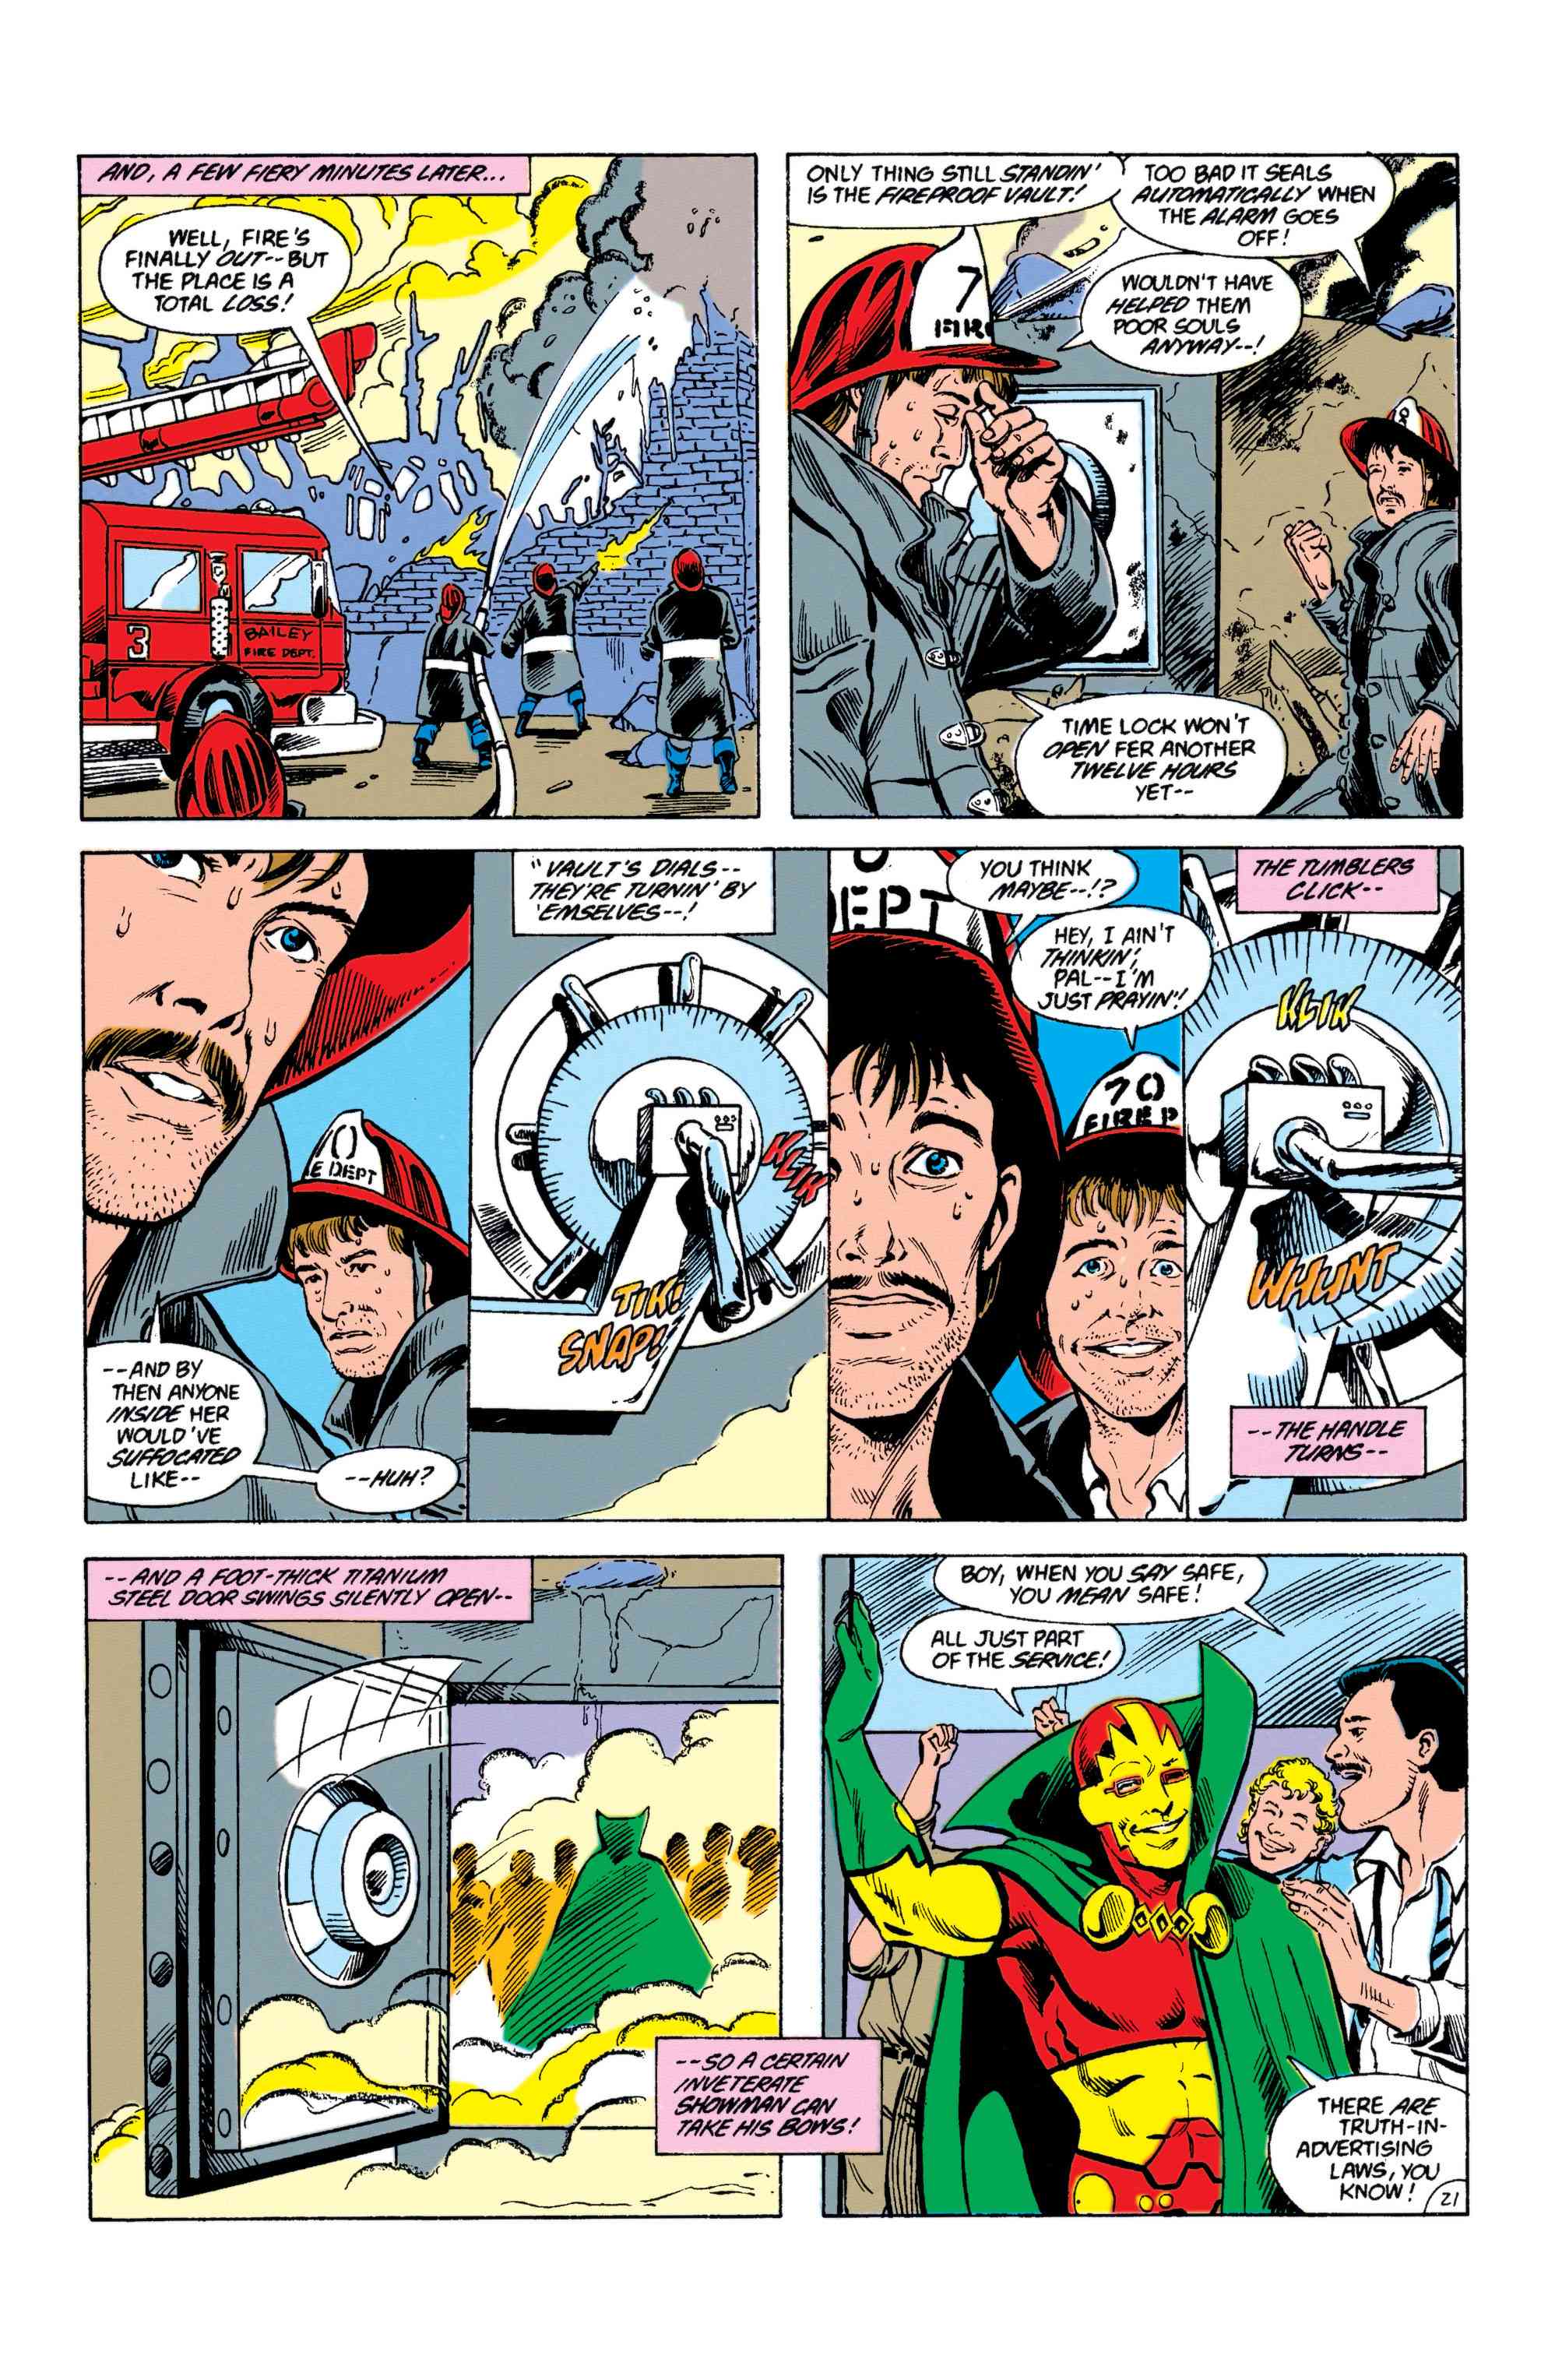 AND, A FEW FIERY MINUTES LATER...
WELL, FIRE'S
FINALLY OUT--BUT
THE PLACE IS A
TOTAL LOSS!
3
BAILEY
FIRE DEPT.
ONLY THING STILL STANDIN'
IS THE FIREPROOF VAULT!
TOO BAD IT SEALS
AUTOMATICALLY WHEN
THE ALARM GOES
OFF!
WOULDN'T HAVE
HELPED THEM
POOR SOULS
ANYWAY--!
7
FIR
8
TIME LOCK WON'T
OPEN FER ANOTHER
TWELVE HOURS
YET--
--AND BY
THEN ANYONE
INSIDE HER
WOULD'VE
SUFFOCATED
LIKE--
--HUH?
0
E DEPT
"VAULT'S DIALS--
THEY'RE TURNIN' BY
'EMSELVES--!
KLIK
TIK!
SNAP!
0
EPT
YOU THINK
MAYBE--!?
HEY, I AIN'T
THINKIN',
PAL--I'M
JUST PRAYIN'!
70
FIRE P
THE TUMBLERS
CLICK--
KLIK
WHUNT
--THE HANDLE
TURNS--
--AND A FOOT-THICK TITANIUM
STEEL DOOR SWINGS SILENTLY OPEN--
--SO A CERTAIN
INVETERATE
SHOWMAN CAN
TAKE HIS BOWS!
BOY, WHEN YOU SAY SAFE,
YOU MEAN SAFE!
ALL JUST PART
OF THE SERVICE!
THERE ARE
TRUTH-IN-
ADVERTISING
LAWS, YOU
KNOW!
21